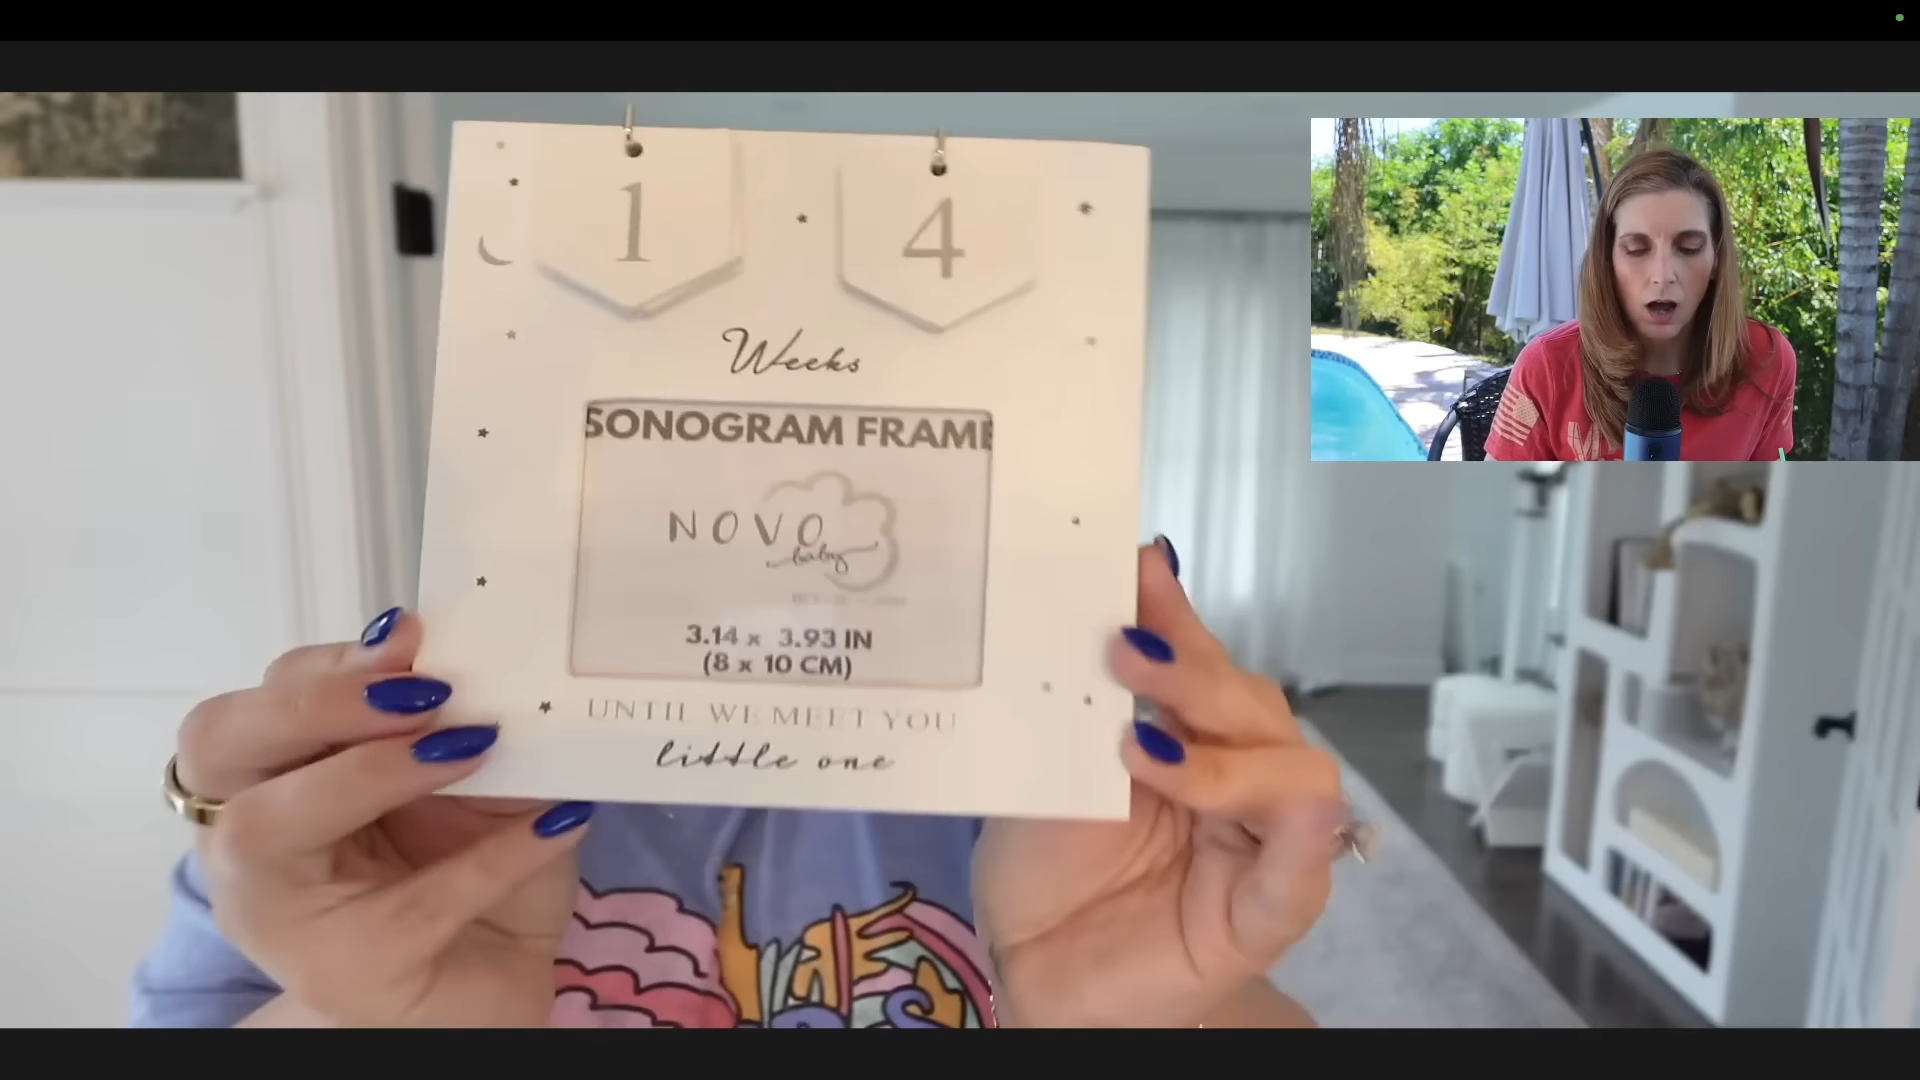 1 4
Weeks
SONOGRAM FRAME
NOVO
baby
3.14 x 3.93 IN
(8 x 10 CM)
UNTIL WE MEET YOU
little one